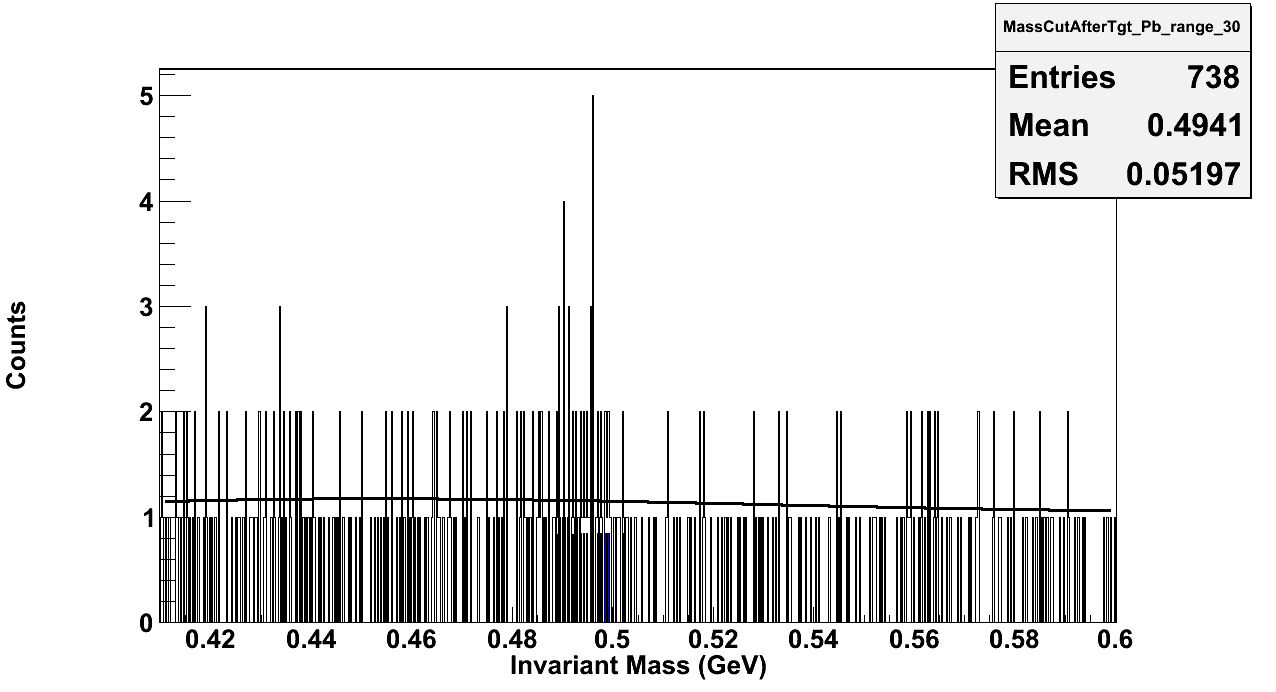 MassCutAfterTgt_Pb_range_30
Entries 738
Mean 0.4941
RMS 0.05197
Counts
5
4
3
2
1
0
0.42 0.44 0.46 0.48 0.5 0.52 0.54 0.56 0.58 0.6
Invariant Mass (GeV)